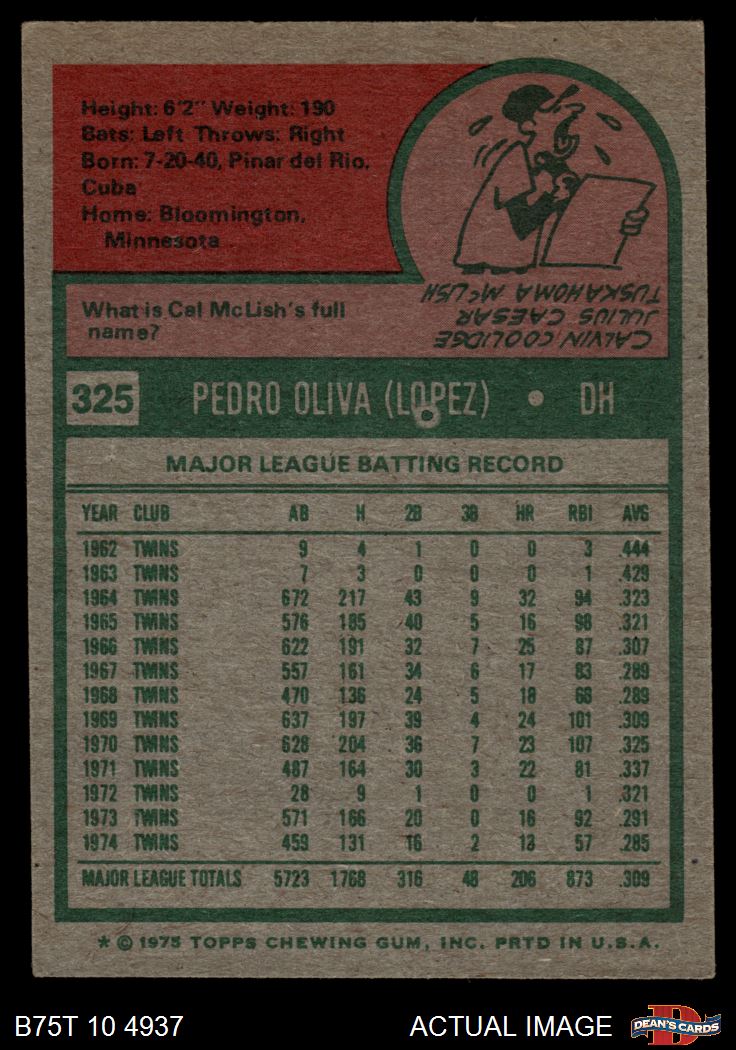 Height: 6'2" Weight: 190
Bats: Left Throws: Right
Born: 7-20-40, Pinar del Rio,
Cuba
Home: Bloomington,
Minnesota
What is Cal McLish's full
name?
CALVIN COOLIDGE
JULIUS CAESAR
TUSKAHOMA McLISH
325 PEDRO OLIVA (LOPEZ) • DH
MAJOR LEAGUE BATTING RECORD
YEAR CLUB AB H 2B 3B HR RBI AVG
1962 TWINS 9 4 1 0 0 3 .444
1963 TWINS 7 3 0 0 0 1 .429
1964 TWINS 672 217 43 9 32 94 .323
1965 TWINS 576 185 40 5 16 98 .321
1966 TWINS 622 191 32 7 25 87 .307
1967 TWINS 557 161 34 6 17 83 .289
1968 TWINS 470 136 24 5 18 68 .289
1969 TWINS 637 197 39 4 24 101 .309
1970 TWINS 628 204 36 7 23 107 .325
1971 TWINS 487 164 30 3 22 81 .337
1972 TWINS 28 9 1 0 0 1 .321
1973 TWINS 571 166 20 0 16 92 .291
1974 TWINS 459 131 16 2 13 57 .285
MAJOR LEAGUE TOTALS 5723 1768 316 48 206 873 .309
* © 1975 TOPPS CHEWING GUM, INC. PRTD IN U.S.A.
B75T 10 4937 ACTUAL IMAGE
D
DEAN'S CARDS